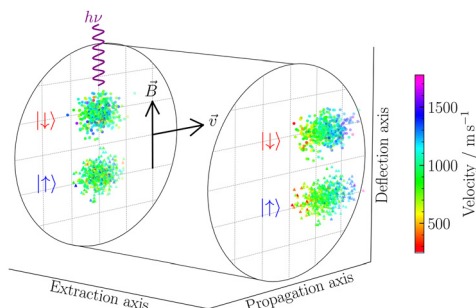 hν
B⃗
v⃗
|↓⟩
|↑⟩
|↓⟩
|↑⟩
Extraction axis
Propagation axis
Deflection axis
1500
1000
500
Velocity / m s⁻¹